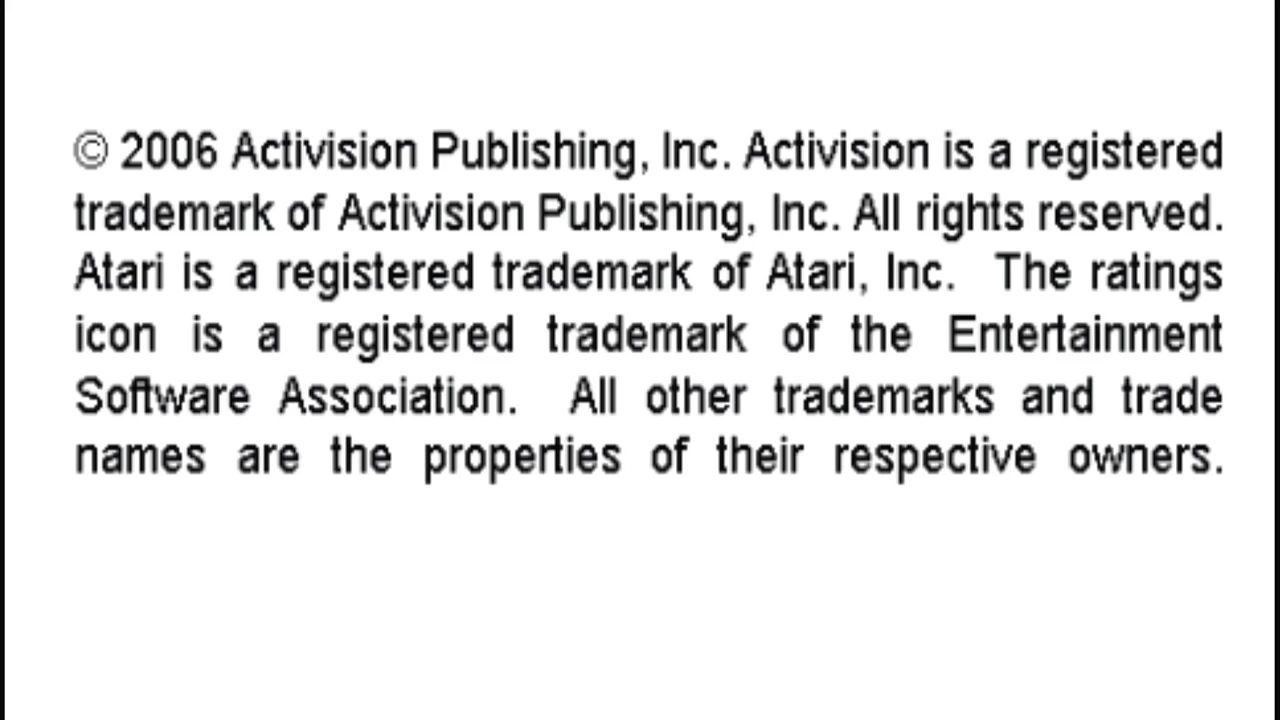 © 2006 Activision Publishing, Inc. Activision is a registered
trademark of Activision Publishing, Inc. All rights reserved.
Atari is a registered trademark of Atari, Inc. The ratings
icon is a registered trademark of the Entertainment
Software Association. All other trademarks and trade
names are the properties of their respective owners.